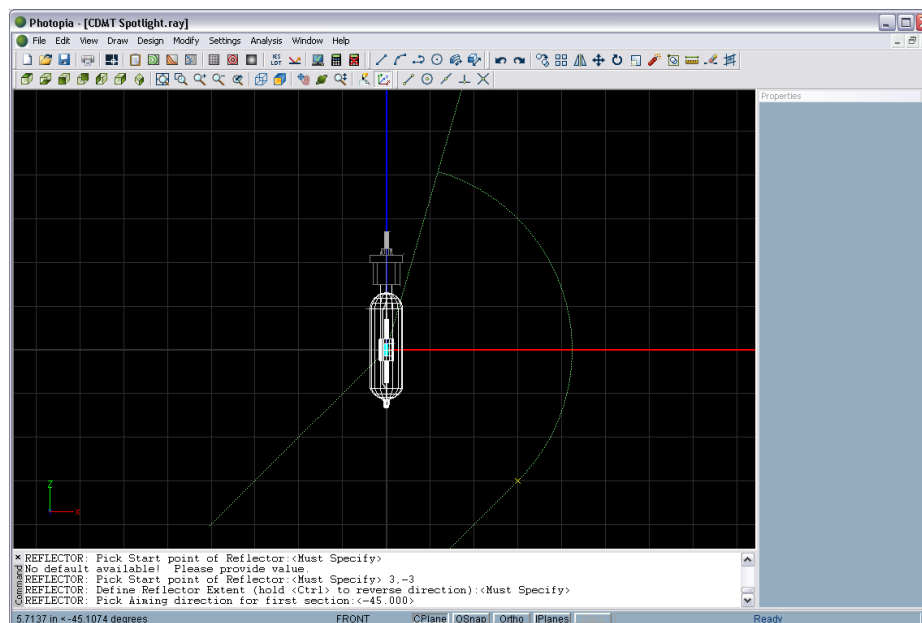 Photopia - [CDMT Spotlight.ray]
File Edit View Draw Design Modify Settings Analysis Window Help
IES
LDT
Properties
Z
X
Command
REFLECTOR: Pick Start point of Reflector:<Must Specify>
No default available! Please provide value.
REFLECTOR: Pick Start point of Reflector:<Must Specify> 3,-3
REFLECTOR: Define Reflector Extent (hold <Ctrl> to reverse direction):<Must Specify>
REFLECTOR: Pick Aiming direction for first section:<-45.000>
5.7137 in < -45.1074 degrees FRONT CPlane OSnap Ortho IPlanes Ready